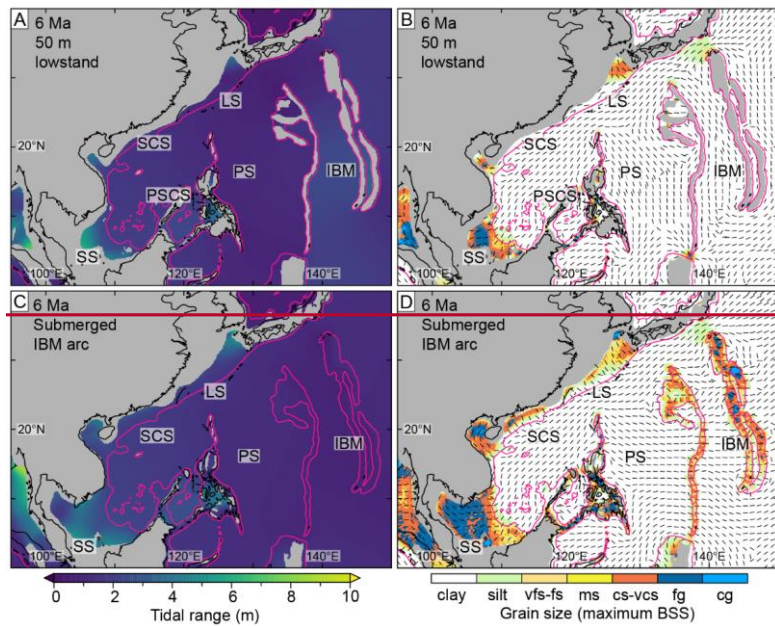 A
6 Ma
50 m
lowstand
LS
20°N
SCS
PS
IBM
PSCS
SS
100°E
120°E
140°E
B
6 Ma
50 m
lowstand
LS
20°N
SCS
PS
IBM
PSCS
SS
100°E
120°E
140°E
C
6 Ma
Submerged
IBM arc
LS
20°N
SCS
PS
IBM
SS
100°E
120°E
140°E
D
6 Ma
Submerged
IBM arc
LS
20°N
SCS
PS
IBM
SS
100°E
120°E
140°E
0 2 4 6 8 10
Tidal range (m)
clay silt vfs-fs ms cs-vcs fg cg
Grain size (maximum BSS)